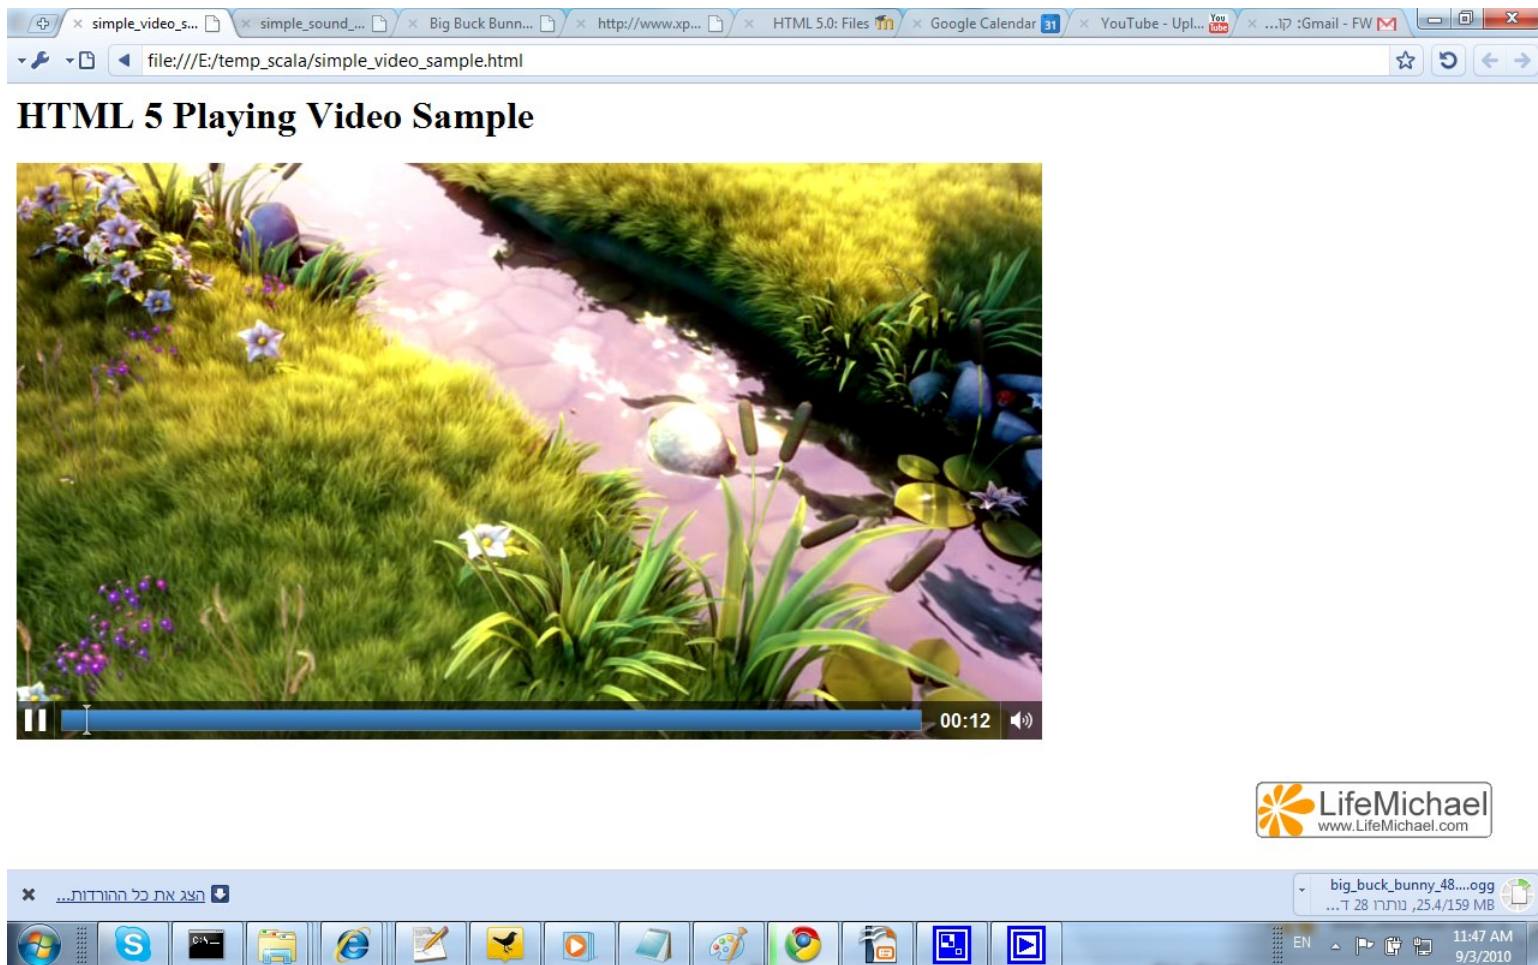 simple_video_s...
simple_sound_...
Big Buck Bunn...
http://www.xp...
HTML 5.0: Files
Google Calendar
31
YouTube - Upl...
You
Tube
Gmail - FW: קו...
file:///E:/temp_scala/simple_video_sample.html
HTML 5 Playing Video Sample
00:12
LifeMichael
www.LifeMichael.com
הצג את כל ההורדות...
big_buck_bunny_48....ogg
25.4/159 MB, נותרו 28 ד...
C:\_
EN
11:47 AM
9/3/2010